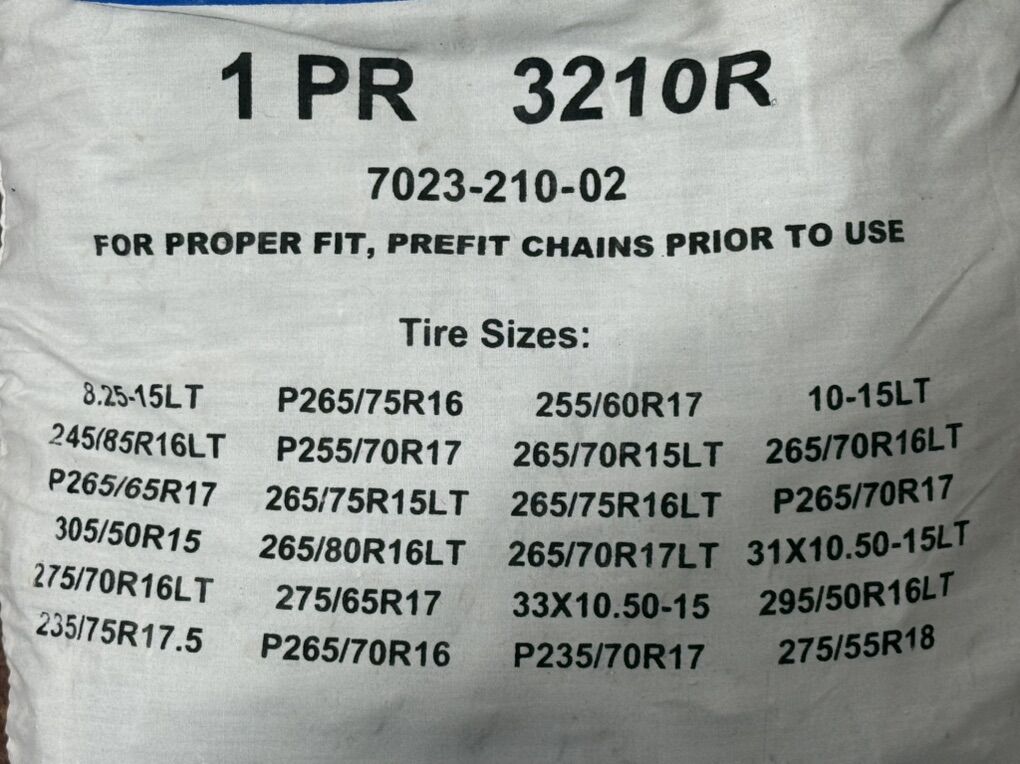 1 PR 3210R
7023-210-02
FOR PROPER FIT, PREFIT CHAINS PRIOR TO USE
Tire Sizes:
8.25-15LT P265/75R16 255/60R17 10-15LT
245/85R16LT P255/70R17 265/70R15LT 265/70R16LT
P265/65R17 265/75R15LT 265/75R16LT P265/70R17
305/50R15 265/80R16LT 265/70R17LT 31X10.50-15LT
275/70R16LT 275/65R17 33X10.50-15 295/50R16LT
235/75R17.5 P265/70R16 P235/70R17 275/55R18